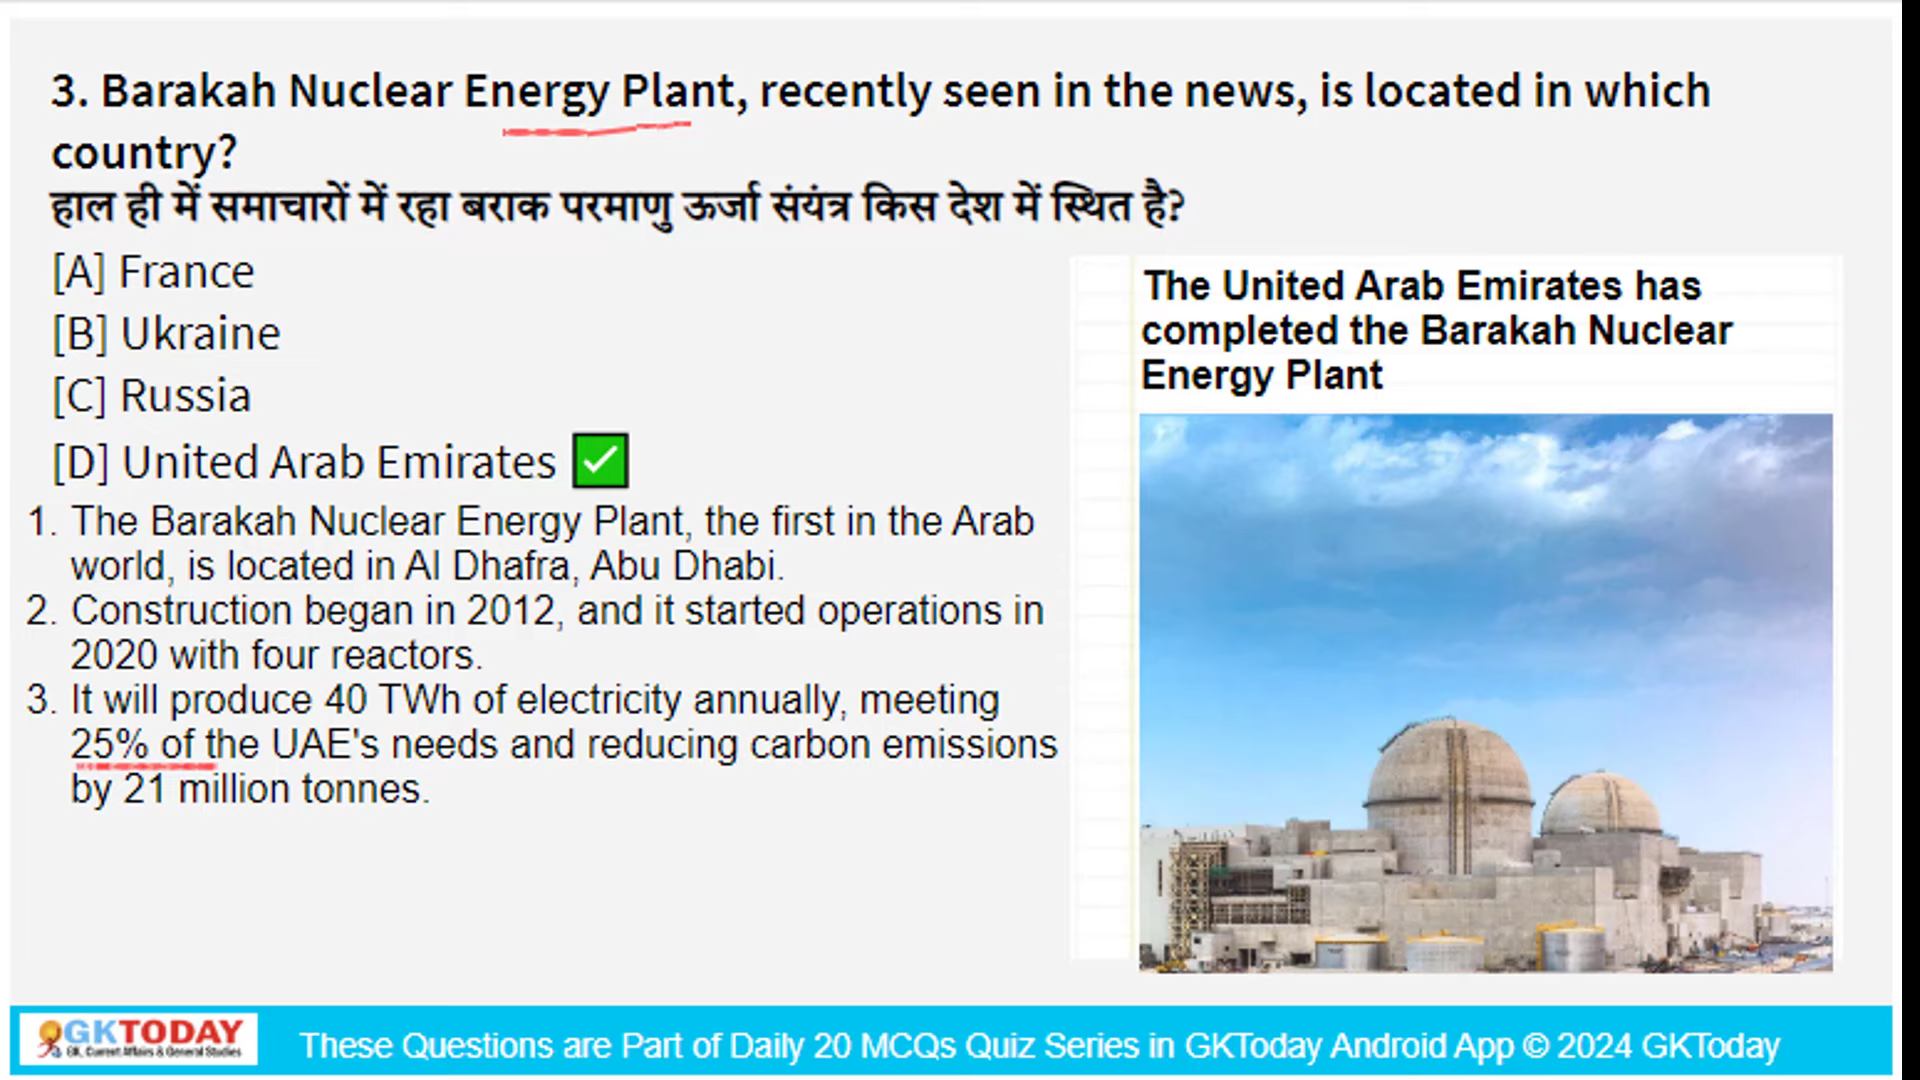 3. Barakah Nuclear Energy Plant, recently seen in the news, is located in which
country?
हाल ही में समाचारों में रहा बराक परमाणु ऊर्जा संयंत्र किस देश में स्थित है?
[A] France
[B] Ukraine
[C] Russia
[D] United Arab Emirates
1. The Barakah Nuclear Energy Plant, the first in the Arab
world, is located in Al Dhafra, Abu Dhabi.
2. Construction began in 2012, and it started operations in
2020 with four reactors.
3. It will produce 40 TWh of electricity annually, meeting
25% of the UAE's needs and reducing carbon emissions
by 21 million tonnes.
The United Arab Emirates has
completed the Barakah Nuclear
Energy Plant
GKTODAY
GK, Current Affairs & General Studies
These Questions are Part of Daily 20 MCQs Quiz Series in GKToday Android App © 2024 GKToday